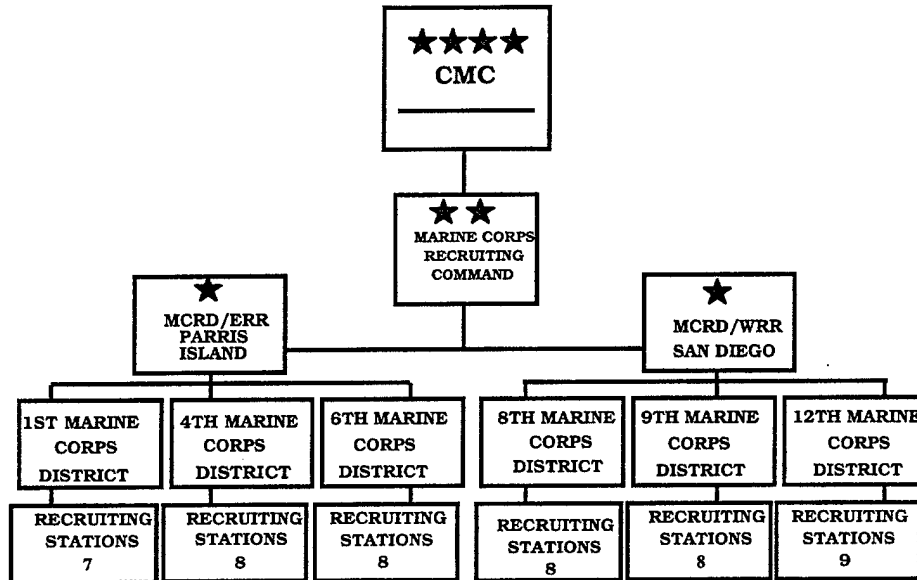 CMC
MARINE CORPS
RECRUITING
COMMAND
MCRD/ERR
PARRIS
ISLAND
MCRD/WRR
SAN DIEGO
1ST MARINE
CORPS
DISTRICT
4TH MARINE
CORPS
DISTRICT
6TH MARINE
CORPS
DISTRICT
8TH MARINE
CORPS
DISTRICT
9TH MARINE
CORPS
DISTRICT
12TH MARINE
CORPS
DISTRICT
RECRUITING
STATIONS
7
RECRUITING
STATIONS
8
RECRUITING
STATIONS
8
RECRUITING
STATIONS
8
RECRUITING
STATIONS
8
RECRUITING
STATIONS
9